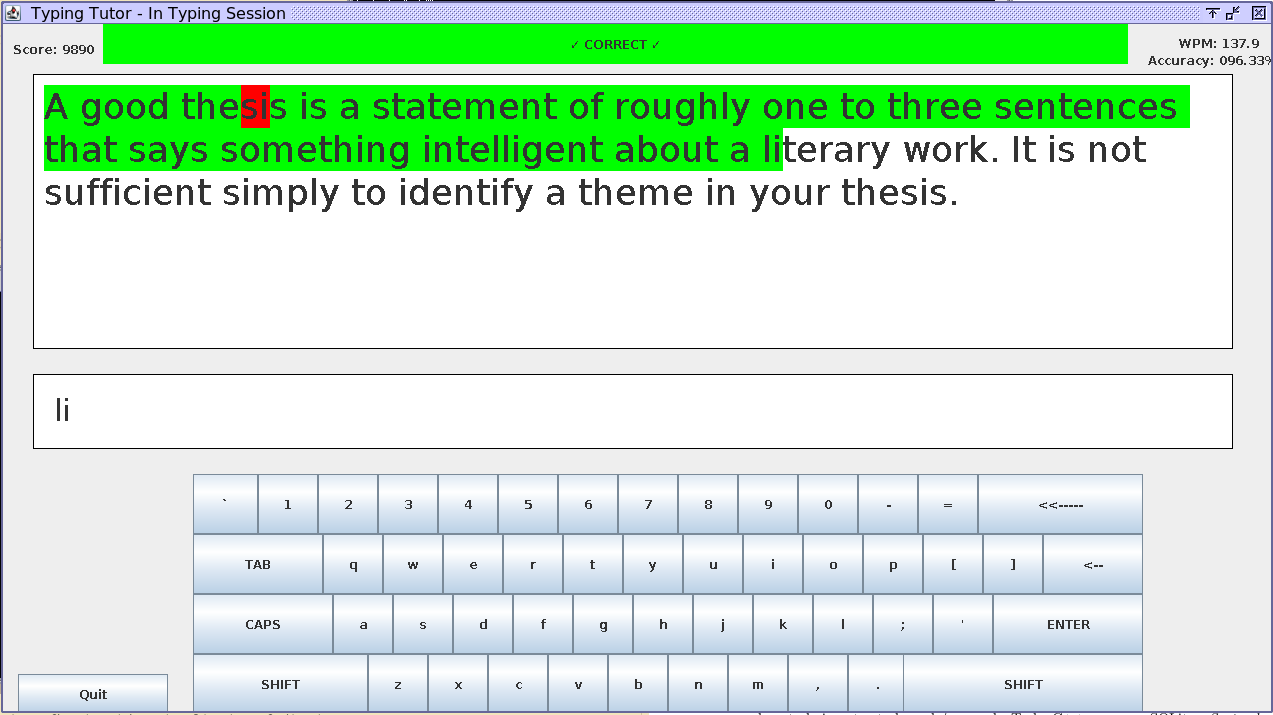 Typing Tutor - In Typing Session
Score: 9890
✓ CORRECT ✓
WPM: 137.9
Accuracy: 096.33%
A good thesis is a statement of roughly one to three sentences
that says something intelligent about a literary work. It is not
sufficient simply to identify a theme in your thesis.
li
` 1 2 3 4 5 6 7 8 9 0 - = <<-----
TAB q w e r t y u i o p [ ] <--
CAPS a s d f g h j k l ; ' ENTER
SHIFT z x c v b n m , . SHIFT
Quit